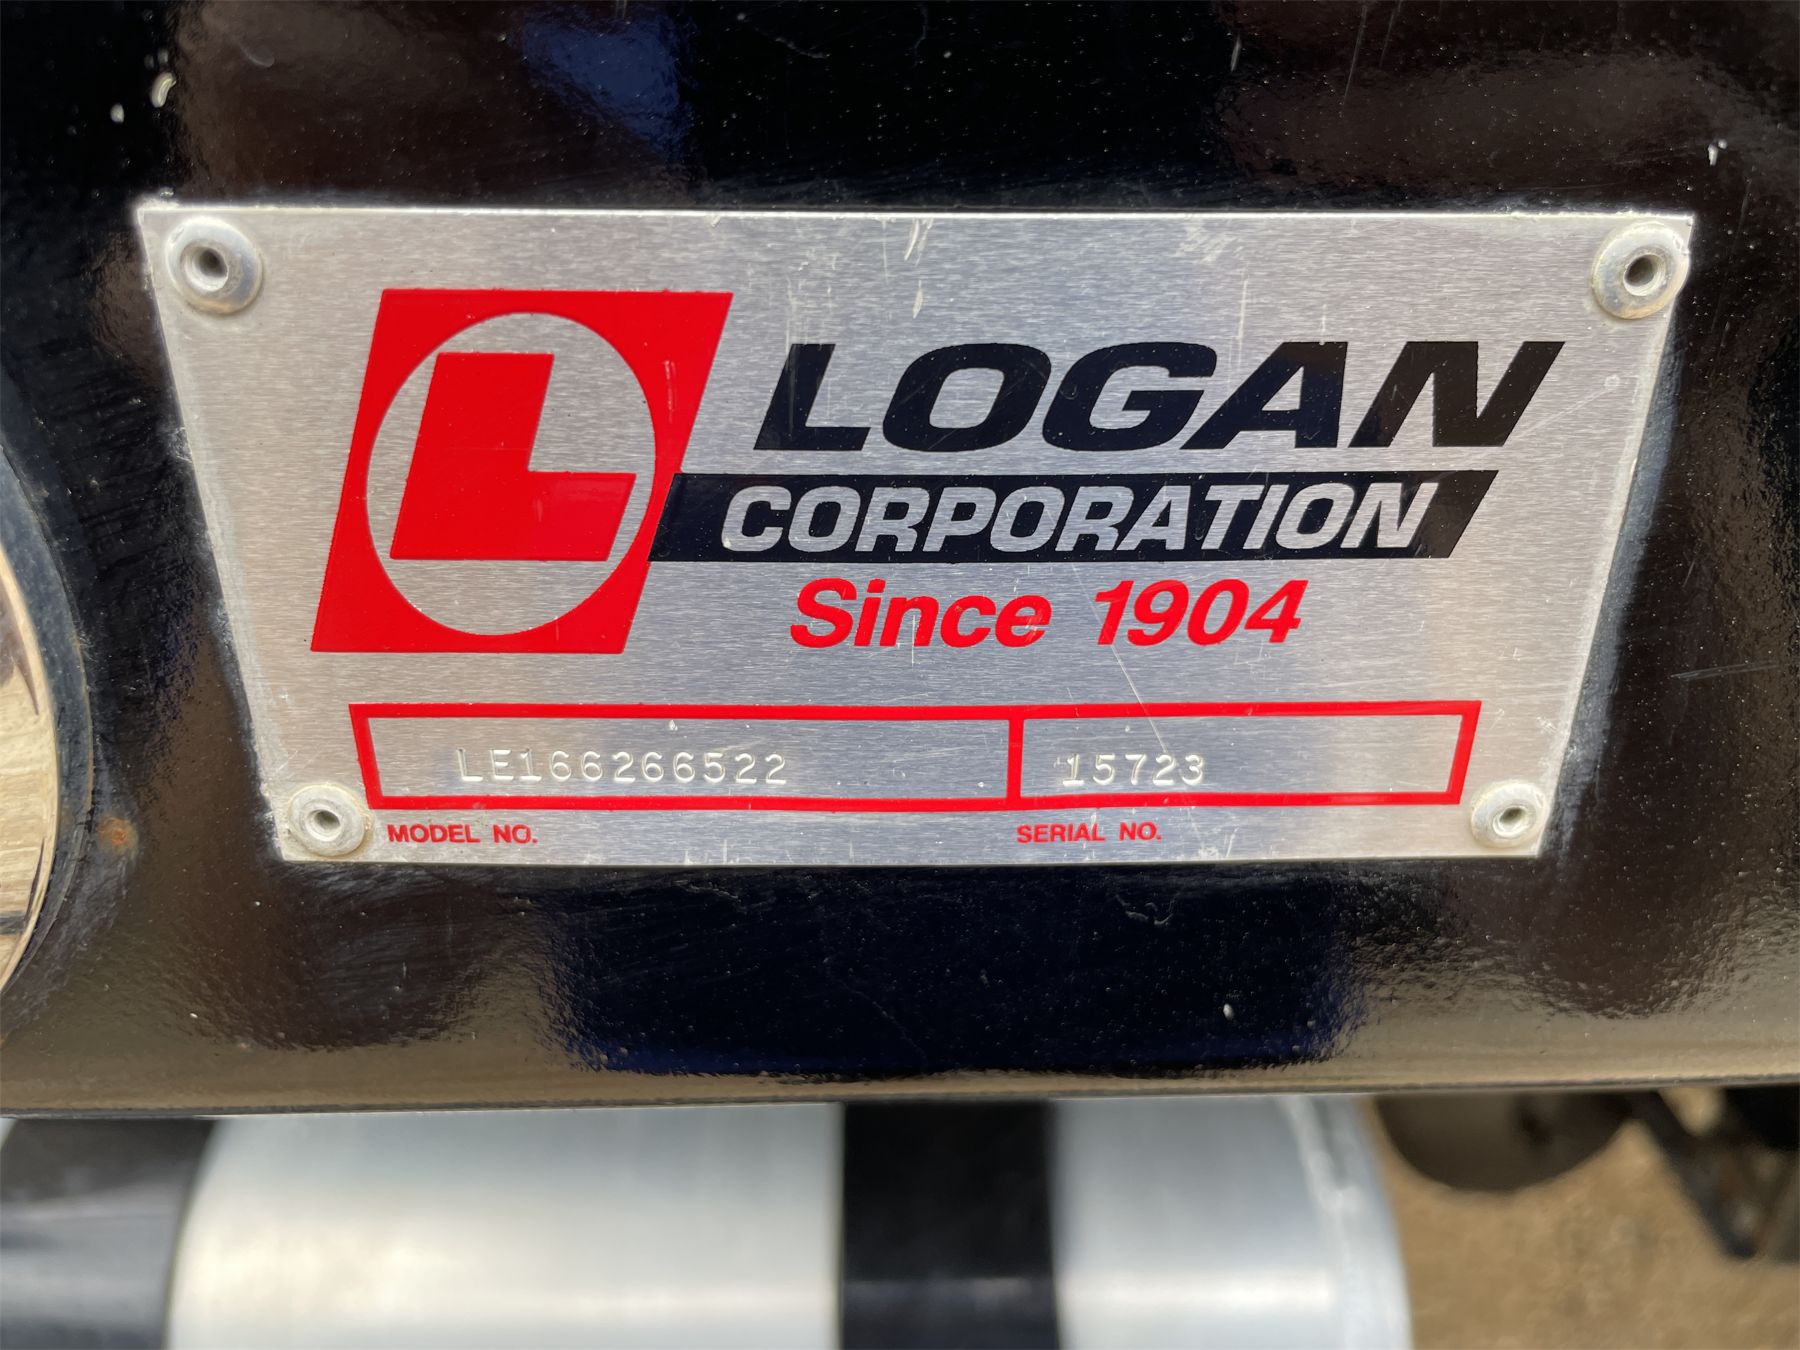 L
LOGAN
CORPORATION
Since 1904
LE166266522 15723
MODEL NO. SERIAL NO.